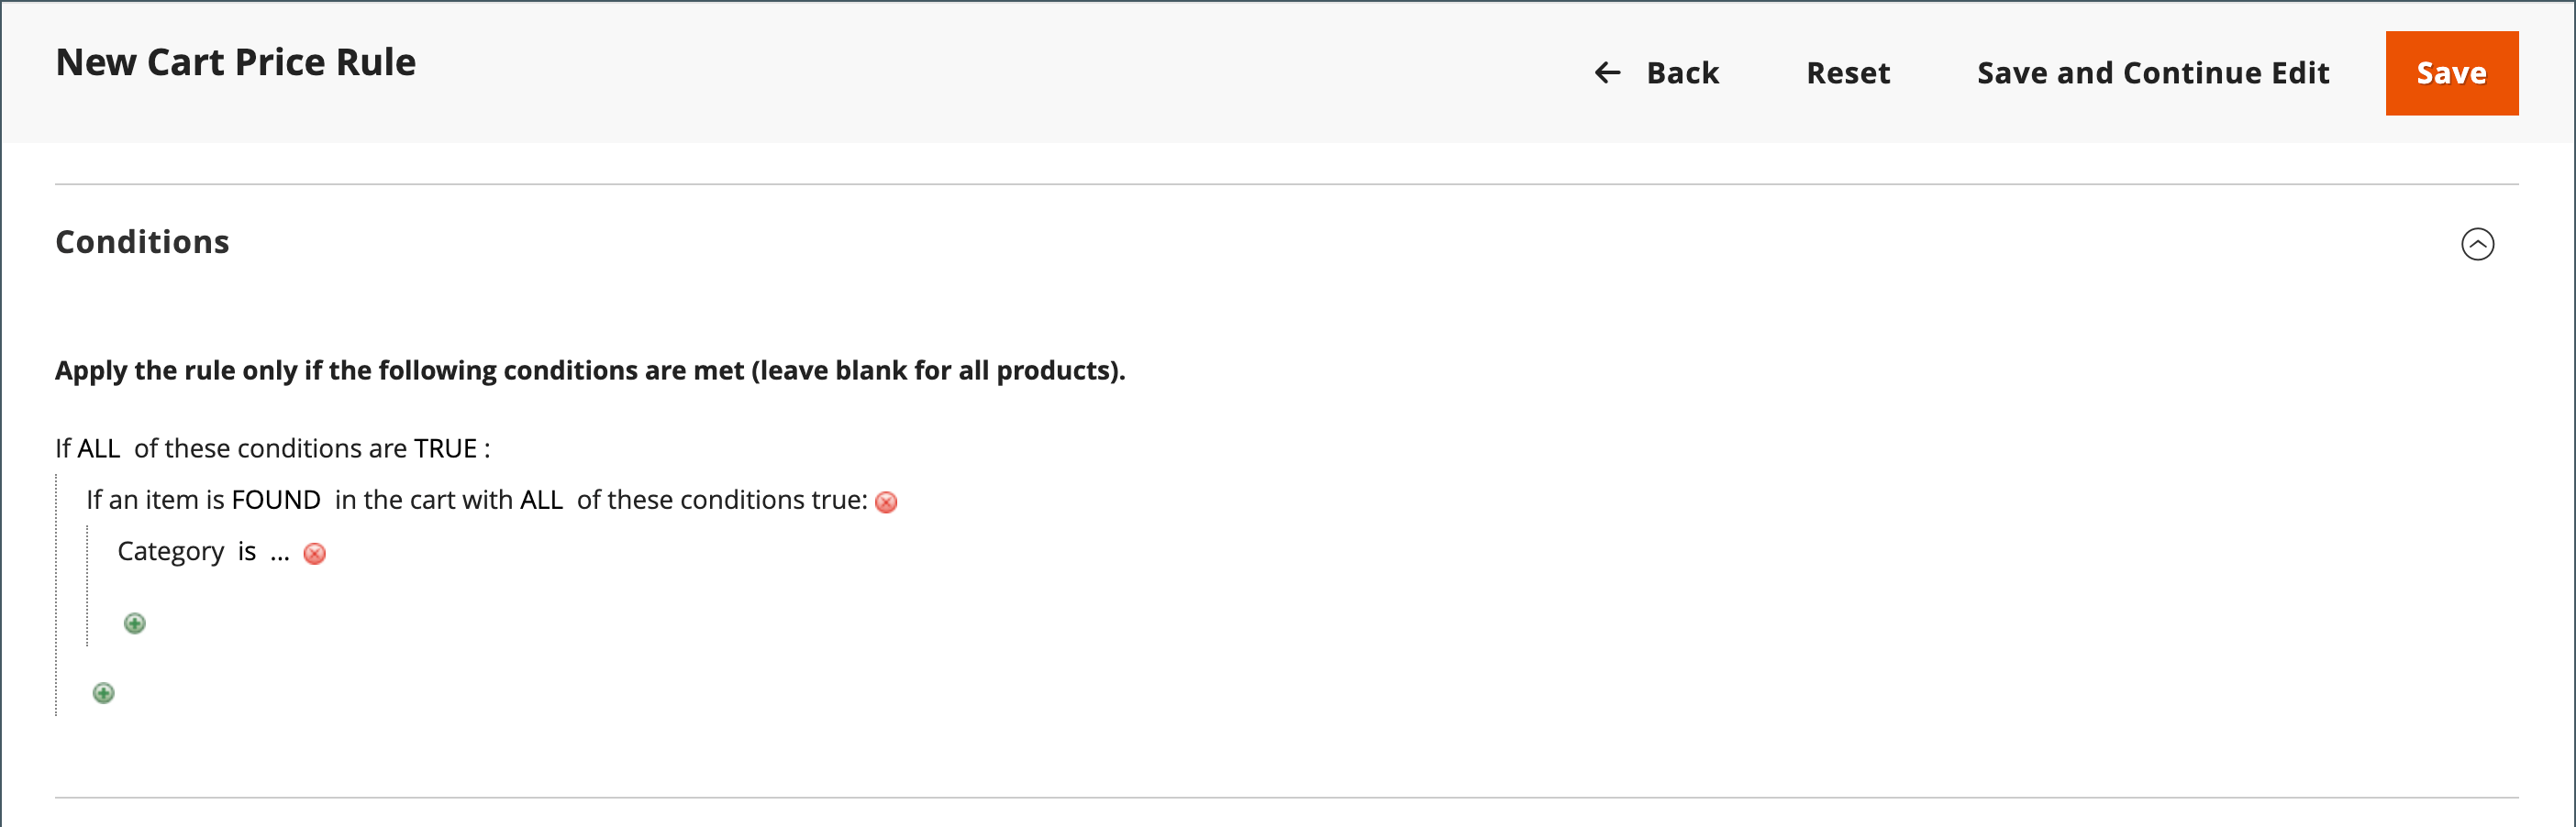 New Cart Price Rule
← Back Reset Save and Continue Edit Save
Conditions
Apply the rule only if the following conditions are met (leave blank for all products).
If ALL of these conditions are TRUE :
If an item is FOUND in the cart with ALL of these conditions true:
Category is ...